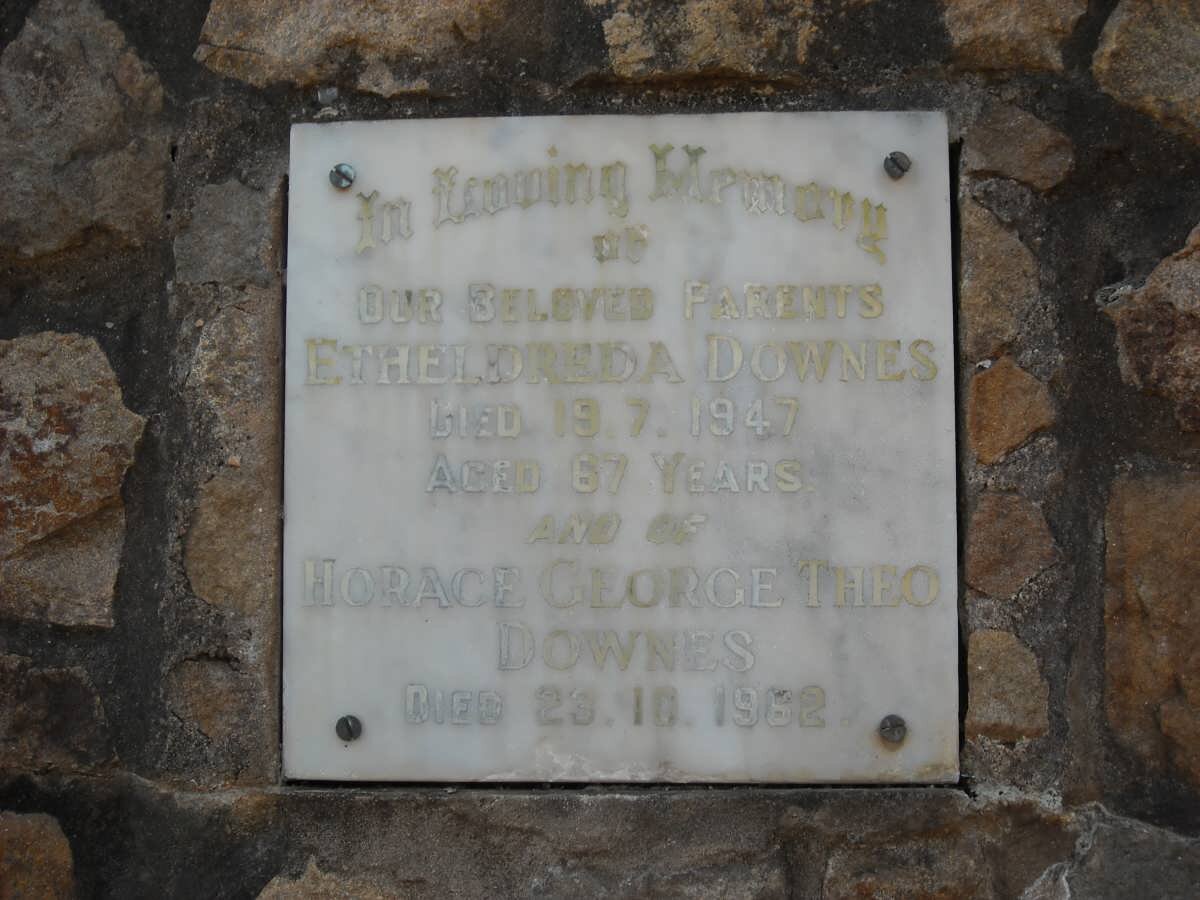 In Loving Memory
of
OUR BELOVED PARENTS
ETHELDREDA DOWNES
DIED 19.7.1947
AGED 67 YEARS.
AND OF
HORACE GEORGE THEO
DOWNES
DIED 23.10.1962.